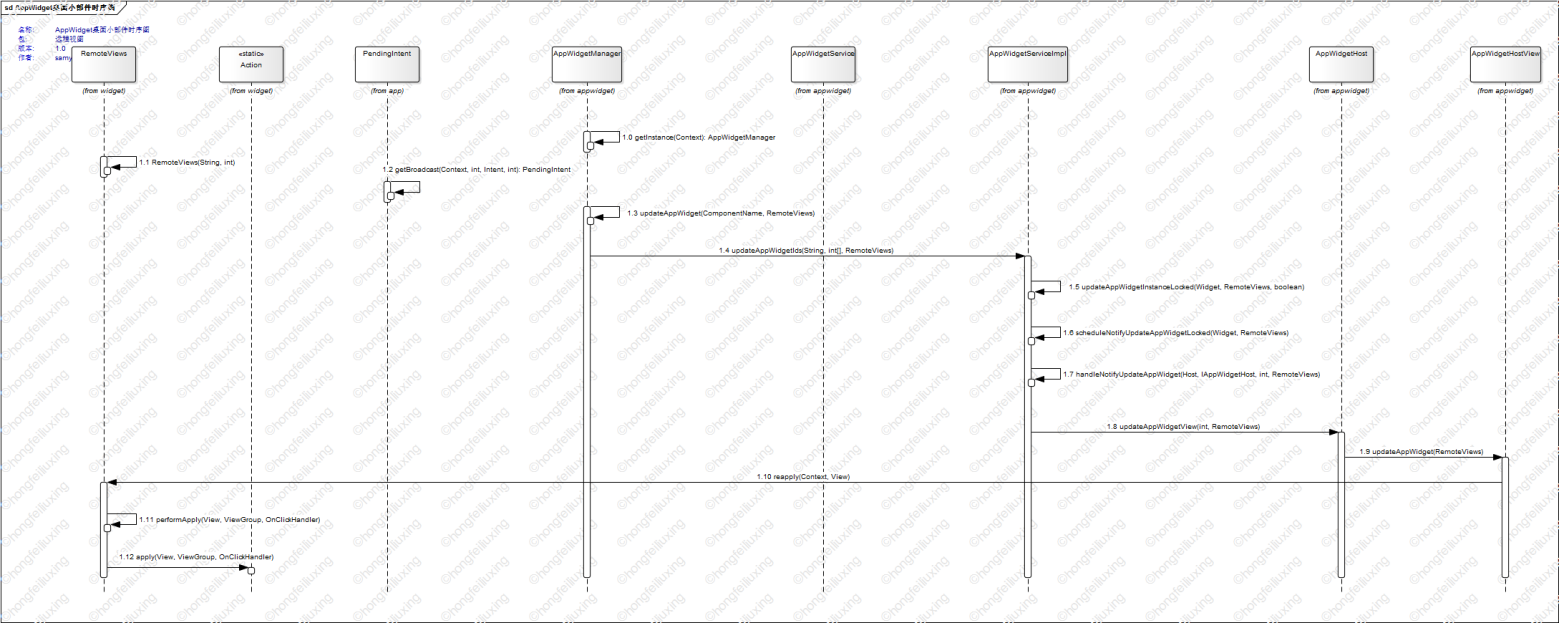 sd AppWidget桌面小部件时序图
名称: AppWidget桌面小部件时序图
包: 远程视图
版本: 1.0
作者: samy
RemoteViews
«static»
Action
PendingIntent
AppWidgetManager
AppWidgetService
AppWidgetServiceImpl
AppWidgetHost
AppWidgetHostView
(from widget)
(from widget)
(from app)
(from appwidget)
(from appwidget)
(from appwidget)
(from appwidget)
(from appwidget)
1.0 getInstance(Context): AppWidgetManager
1.1 RemoteViews(String, int)
1.2 getBroadcast(Context, int, Intent, int): PendingIntent
1.3 updateAppWidget(ComponentName, RemoteViews)
1.4 updateAppWidgetIds(String, int[], RemoteViews)
1.5 updateAppWidgetInstanceLocked(Widget, RemoteViews, boolean)
1.6 scheduleNotifyUpdateAppWidgetLocked(Widget, RemoteViews)
1.7 handleNotifyUpdateAppWidget(Host, IAppWidgetHost, int, RemoteViews)
1.8 updateAppWidgetView(int, RemoteViews)
1.9 updateAppWidget(RemoteViews)
1.10 reapply(Context, View)
1.11 performApply(View, ViewGroup, OnClickHandler)
1.12 apply(View, ViewGroup, OnClickHandler)
©hongfeiliuxing